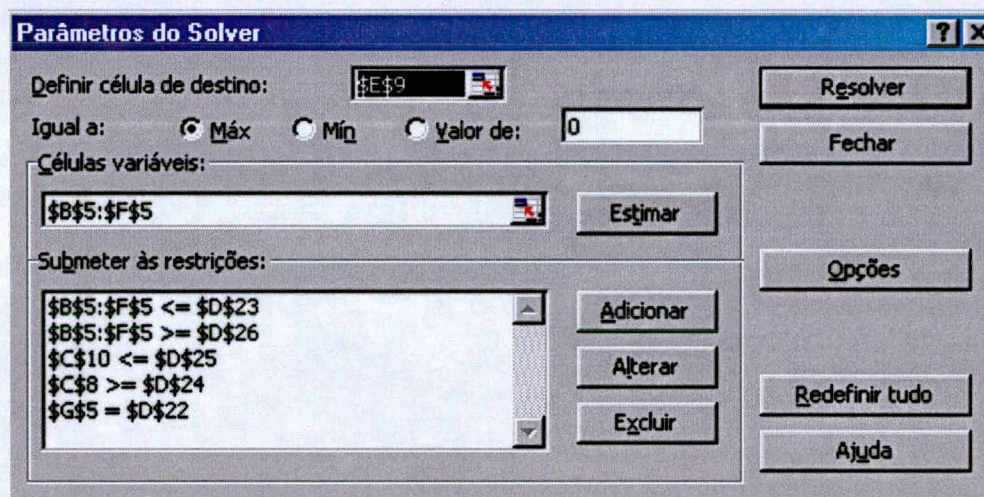 Parâmetros do Solver ? X
Definir célula de destino: $E$9
Resolver
Igual a: Máx Mín Valor de: 0
Fechar
Células variáveis:
$B$5:$F$5
Estimar
Submeter às restrições:
Opções
$B$5:$F$5 <= $D$23
$B$5:$F$5 >= $D$26
$C$10 <= $D$25
$C$8 >= $D$24
$G$5 = $D$22
Adicionar
Alterar
Excluir
Redefinir tudo
Ajuda